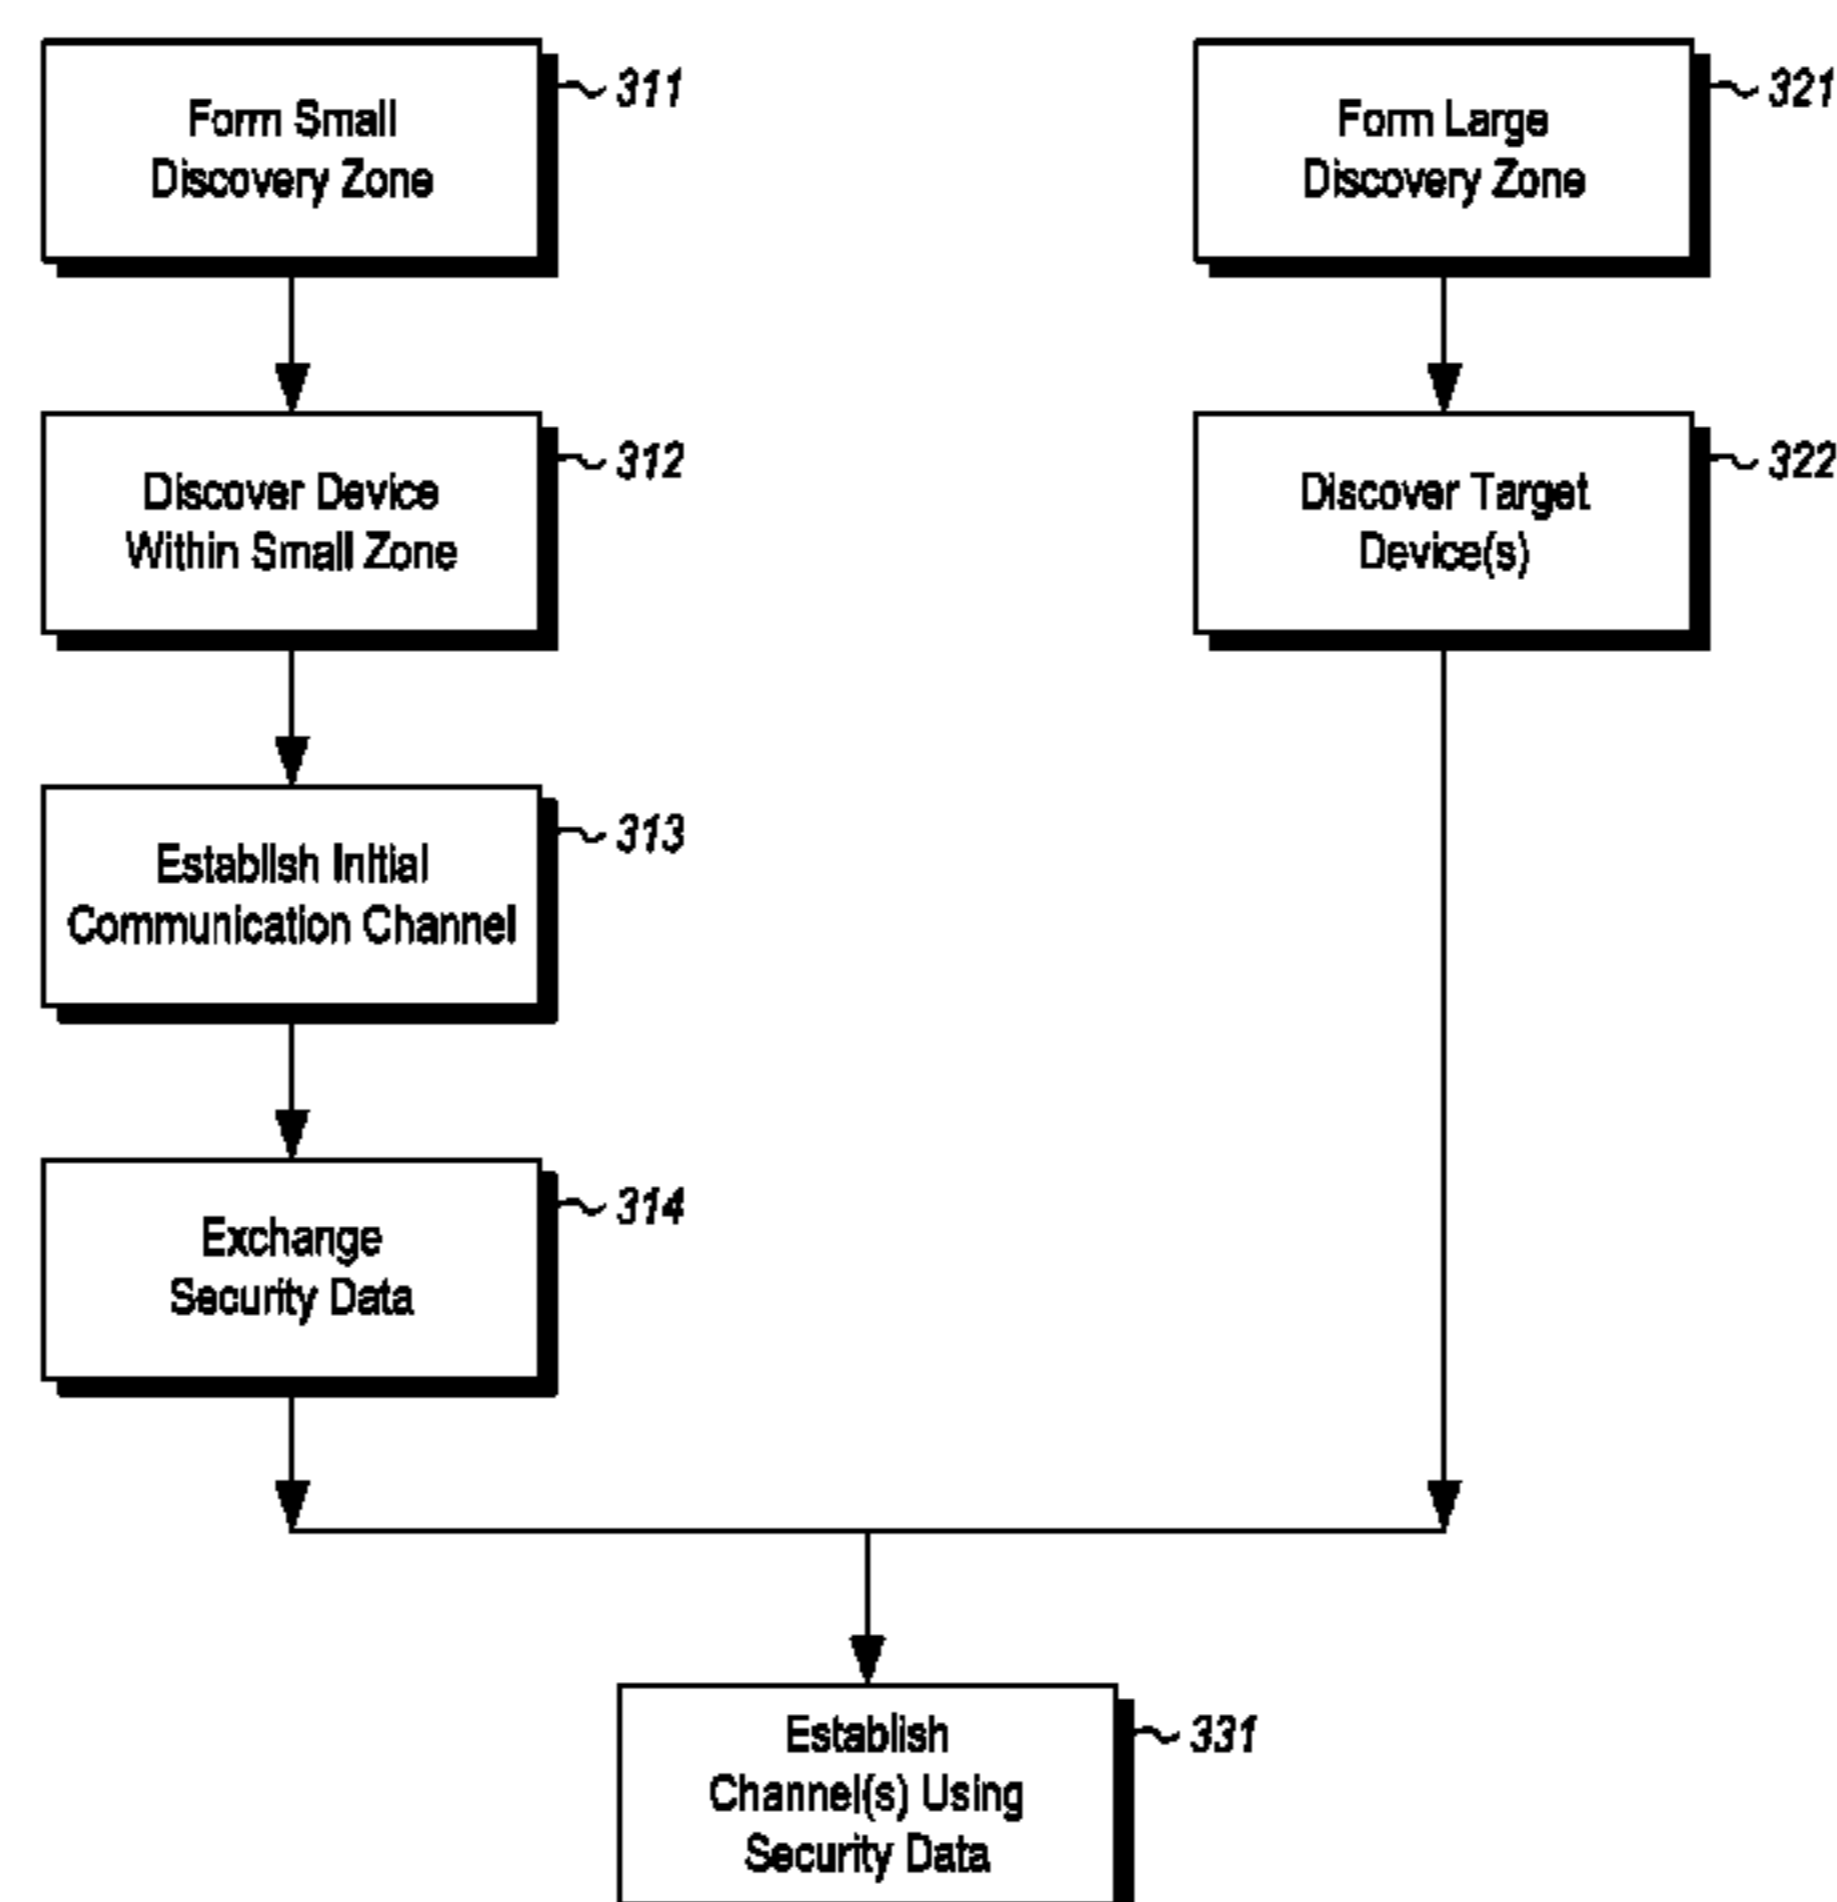 Form Small
Discovery Zone
311
Form Large
Discovery Zone
321
Discover Device
Within Small Zone
312
Discover Target
Device(s)
322
Establish Initial
Communication Channel
313
Exchange
Security Data
314
Establish
Channel(s) Using
Security Data
331